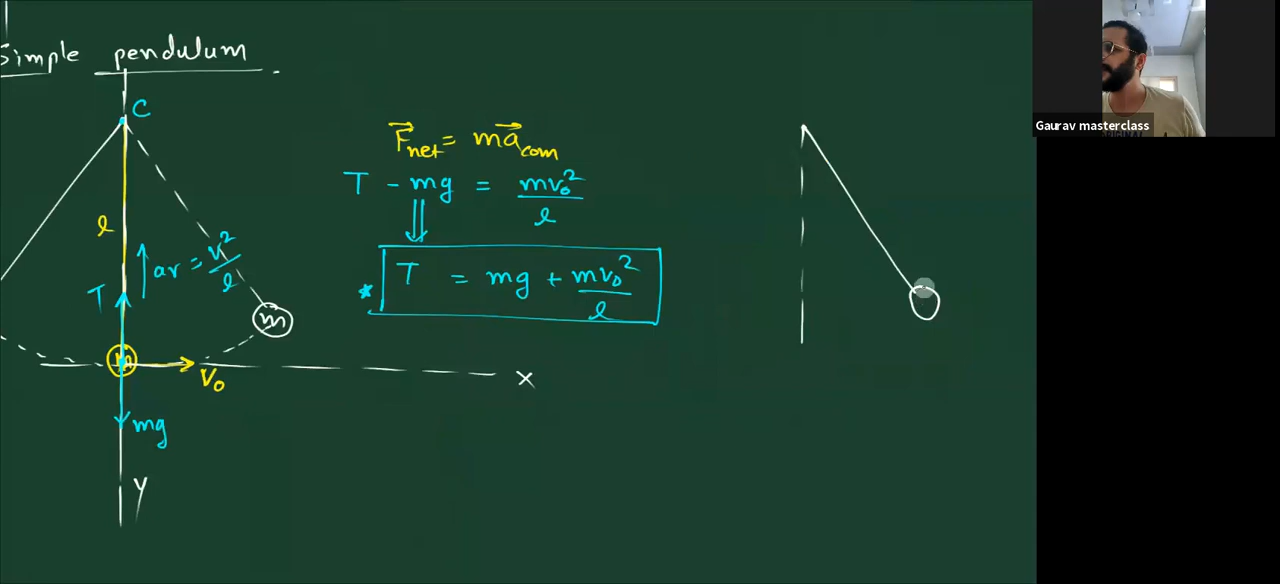 Simple pendulum
C
F⃗net = ma⃗com
T - mg = mv₀²/l
l
ar = v²/l
* T = mg + mv₀²/l
T
m
m
v₀
x
mg
y
Gaurav masterclass